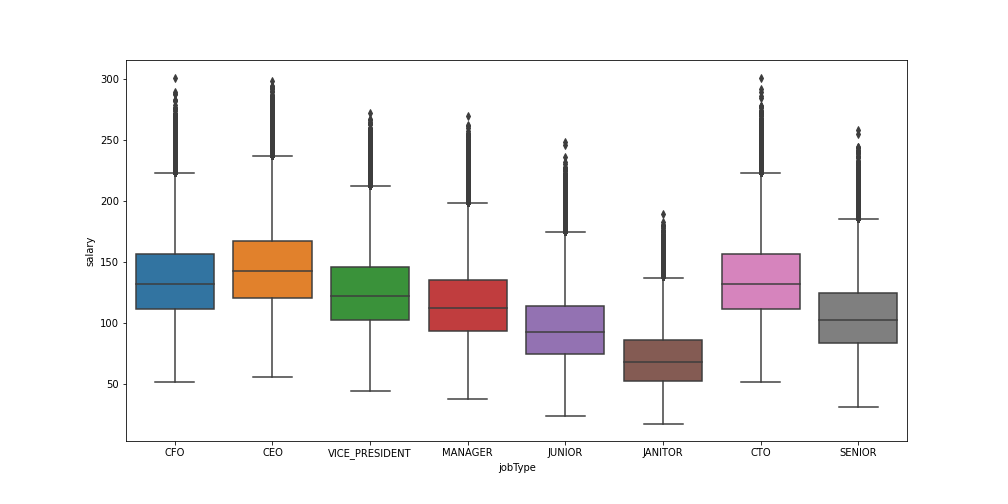 300
250
200
150
100
50
salary
CFO CEO VICE_PRESIDENT MANAGER JUNIOR JANITOR CTO SENIOR
jobType